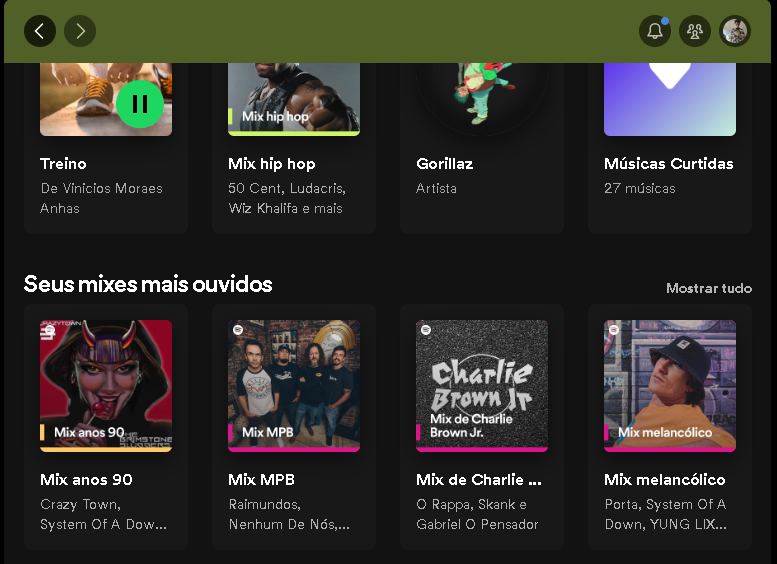 Mix hip hop
Treino
De Vinicios Moraes
Anhas
Mix hip hop
50 Cent, Ludacris,
Wiz Khalifa e mais
Gorillaz
Artista
Músicas Curtidas
27 músicas
Seus mixes mais ouvidos
Mostrar tudo
Mix anos 90
Mix MPB
Charlie
Brown Jr
Mix de Charlie
Brown Jr.
Mix melancólico
Mix anos 90
Crazy Town,
System Of A Dow...
Mix MPB
Raimundos,
Nenhum De Nós,...
Mix de Charlie ...
O Rappa, Skank e
Gabriel O Pensador
Mix melancólico
Porta, System Of A
Down, YUNG LIX...